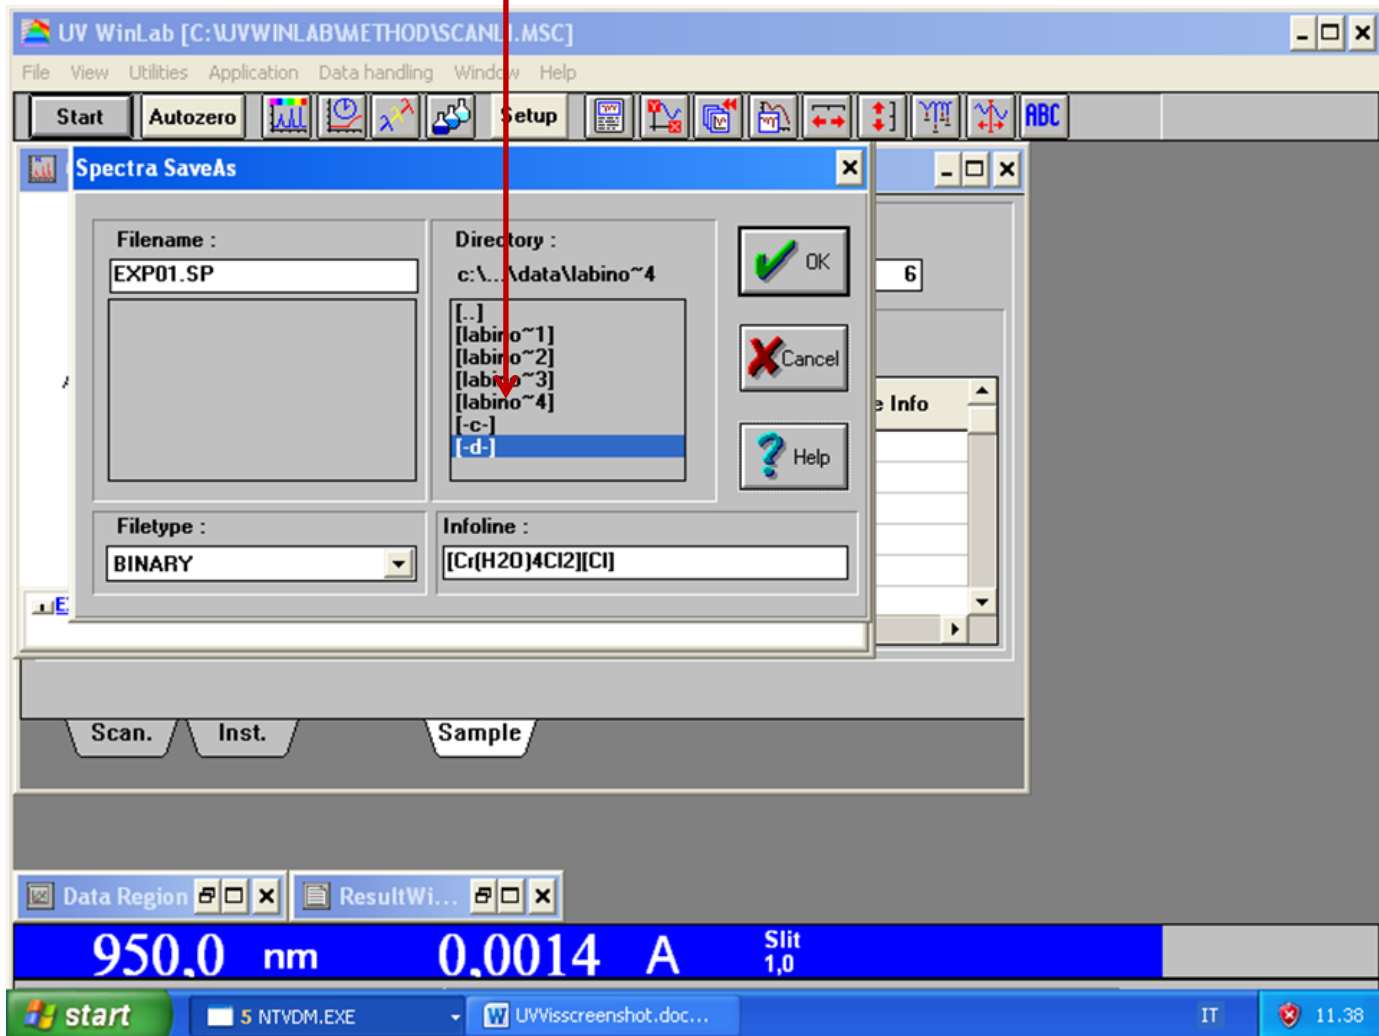 UV WinLab [C:\UVWINLAB\METHOD\SCANL1.MSC]
File View Utilities Application Data handling Window Help
Start Autozero Setup ABC
Spectra SaveAs
Filename :
EXP01.SP
Directory :
c:\...\data\labino~4
OK
6
[..]
[labino~1]
[labino~2]
[labino~3]
[labino~4]
[-c-]
[-d-]
Cancel
Info
Help
Filetype :
BINARY
Infoline :
[Cr(H2O)4Cl2][Cl]
Scan. Inst. Sample
Data Region ResultWi...
950,0 nm 0,0014 A Slit
1,0
start 5 NTVDM.EXE UVVisscreenshot.doc... IT 11.38